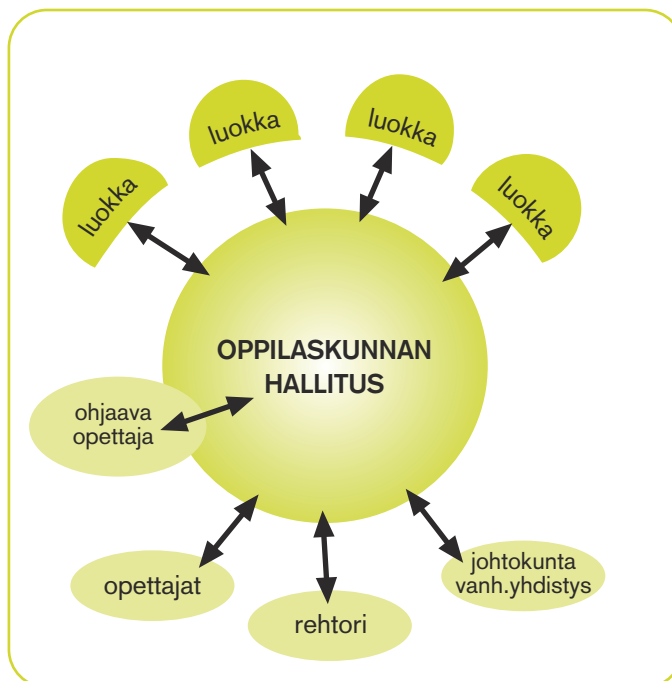 luokka
luokka
luokka
luokka
OPPILASKUNNAN
HALLITUS
ohjaava
opettaja
opettajat
rehtori
johtokunta
vanh.yhdistys